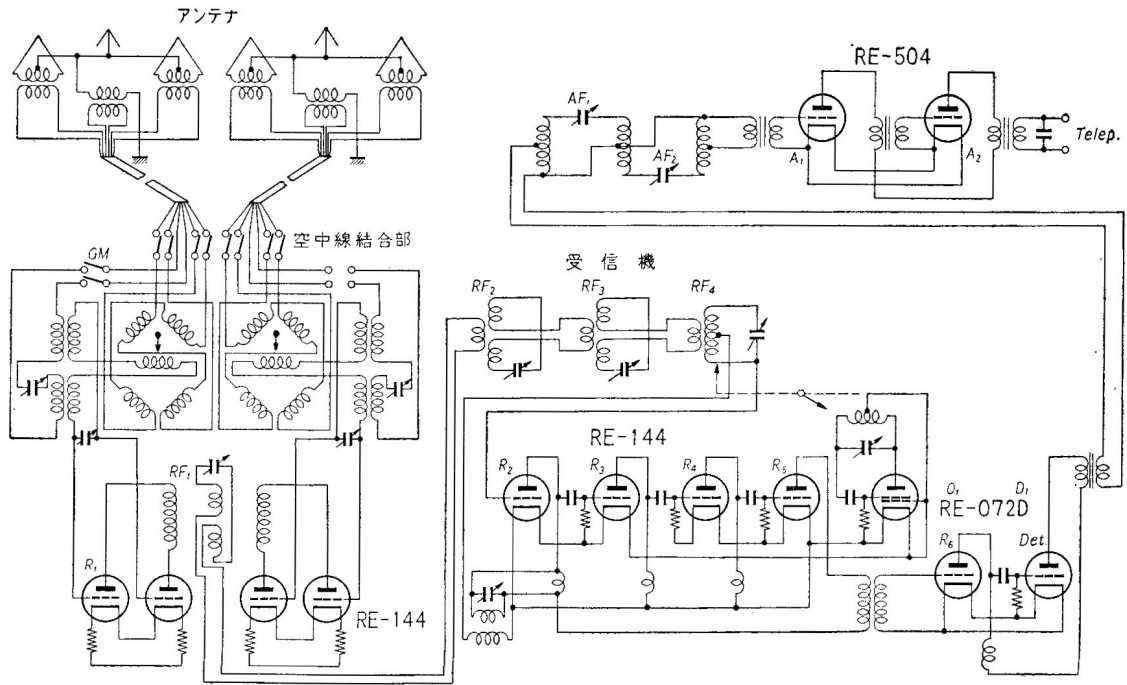 アンテナ
RE-504
AF₁
AF₂
A₁
A₂
Telep.
GM
空中線結合部
受信機
RF₂
RF₃
RF₄
RE-144
R₂
R₃
R₄
R₅
O₁
D₁
RE-072D
R₆
Det.
RF₁
R₁
RE-144